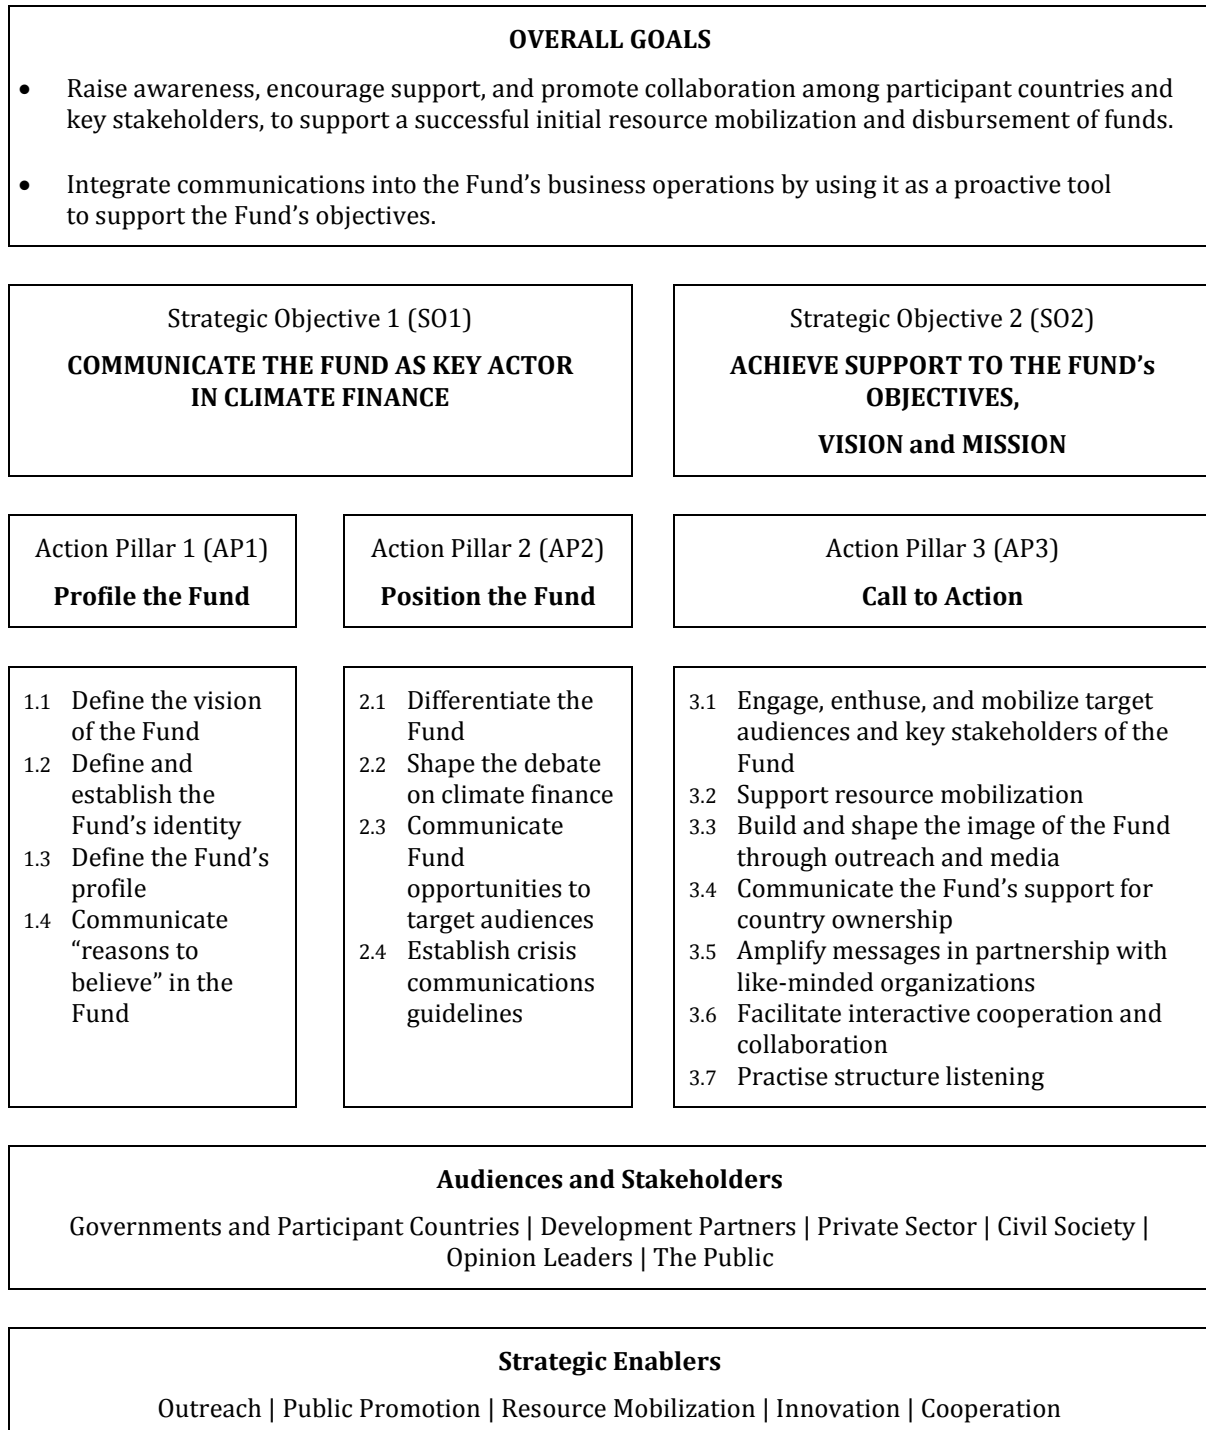 OVERALL GOALS
• Raise awareness, encourage support, and promote collaboration among participant countries and
key stakeholders, to support a successful initial resource mobilization and disbursement of funds.
• Integrate communications into the Fund’s business operations by using it as a proactive tool
to support the Fund’s objectives.
Strategic Objective 1 (SO1)
COMMUNICATE THE FUND AS KEY ACTOR
IN CLIMATE FINANCE
Strategic Objective 2 (SO2)
ACHIEVE SUPPORT TO THE FUND’s
OBJECTIVES,
VISION and MISSION
Action Pillar 1 (AP1)
Profile the Fund
Action Pillar 2 (AP2)
Position the Fund
Action Pillar 3 (AP3)
Call to Action
1.1 Define the vision
of the Fund
1.2 Define and
establish the
Fund’s identity
1.3 Define the Fund’s
profile
1.4 Communicate
“reasons to
believe” in the
Fund
2.1 Differentiate the
Fund
2.2 Shape the debate
on climate finance
2.3 Communicate
Fund
opportunities to
target audiences
2.4 Establish crisis
communications
guidelines
3.1 Engage, enthuse, and mobilize target
audiences and key stakeholders of the
Fund
3.2 Support resource mobilization
3.3 Build and shape the image of the Fund
through outreach and media
3.4 Communicate the Fund’s support for
country ownership
3.5 Amplify messages in partnership with
like-minded organizations
3.6 Facilitate interactive cooperation and
collaboration
3.7 Practise structure listening
Audiences and Stakeholders
Governments and Participant Countries | Development Partners | Private Sector | Civil Society |
Opinion Leaders | The Public
Strategic Enablers
Outreach | Public Promotion | Resource Mobilization | Innovation | Cooperation